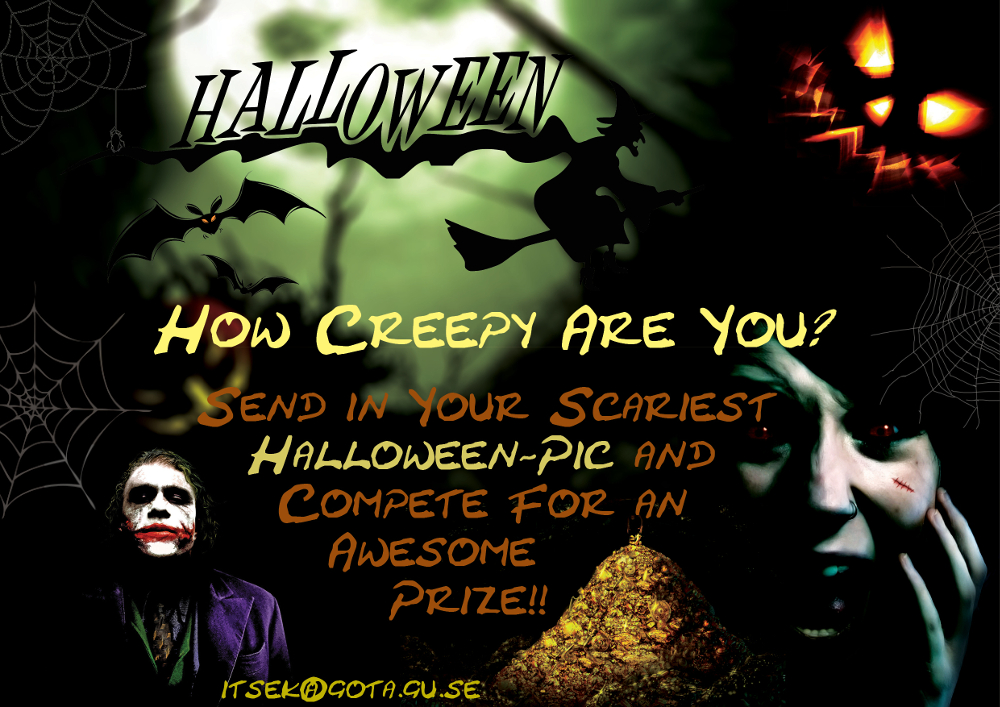 Halloween
How Creepy Are You?
Send in Your Scariest
Halloween-Pic and
Compete For an
Awesome
Prize!!
itsek@gota.gu.se